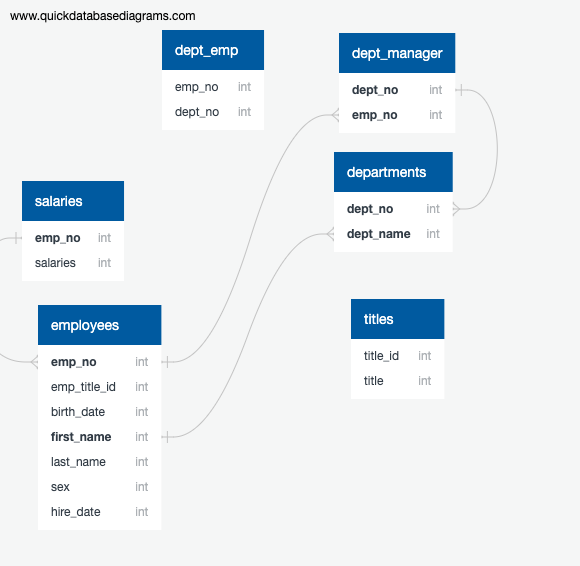 www.quickdatabasediagrams.com
dept_emp
emp_no int
dept_no int
dept_manager
dept_no int
emp_no int
departments
dept_no int
dept_name int
salaries
emp_no int
salaries int
employees
emp_no int
emp_title_id int
birth_date int
first_name int
last_name int
sex int
hire_date int
titles
title_id int
title int